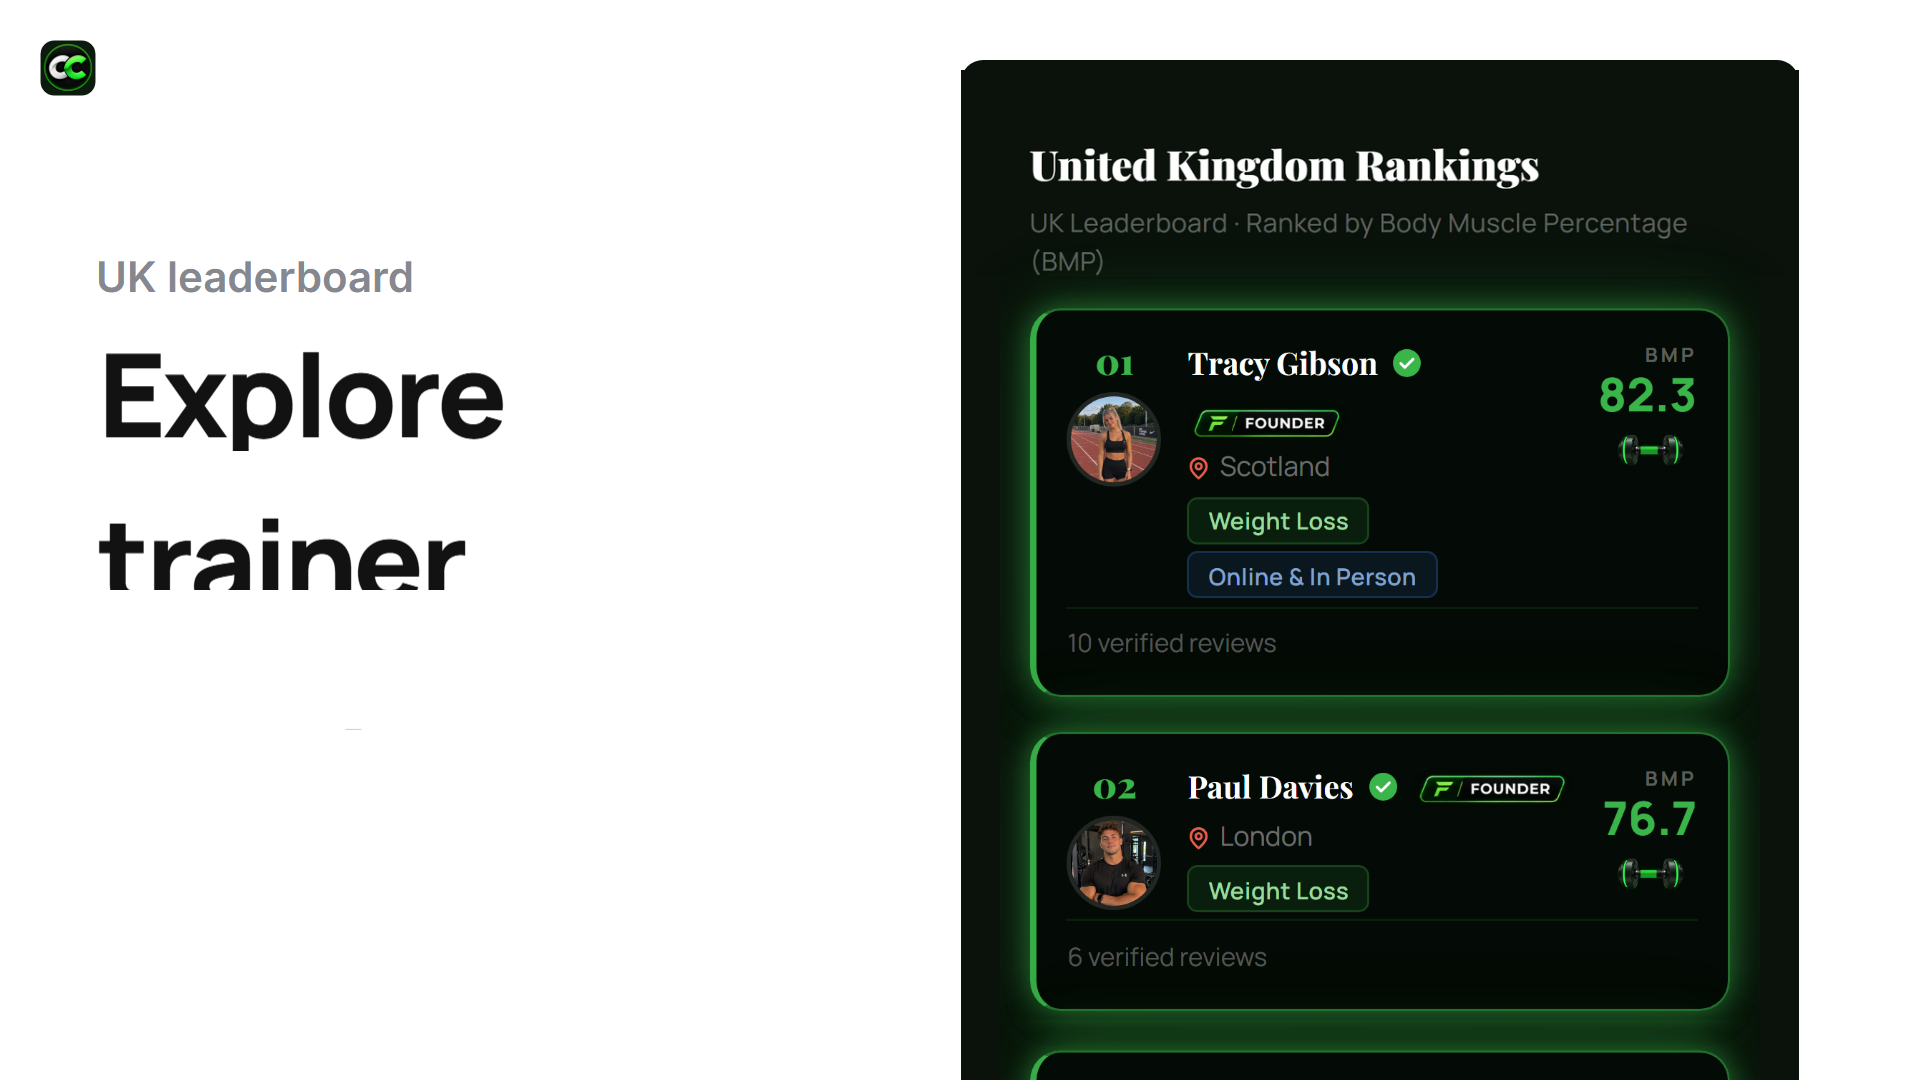 CC
UK leaderboard
Explore
trainer
United Kingdom Rankings
UK Leaderboard · Ranked by Body Muscle Percentage
(BMP)
01
Tracy Gibson
FOUNDER
Scotland
Weight Loss
Online & In Person
BMP
82.3
10 verified reviews
02
Paul Davies
FOUNDER
London
Weight Loss
BMP
76.7
6 verified reviews